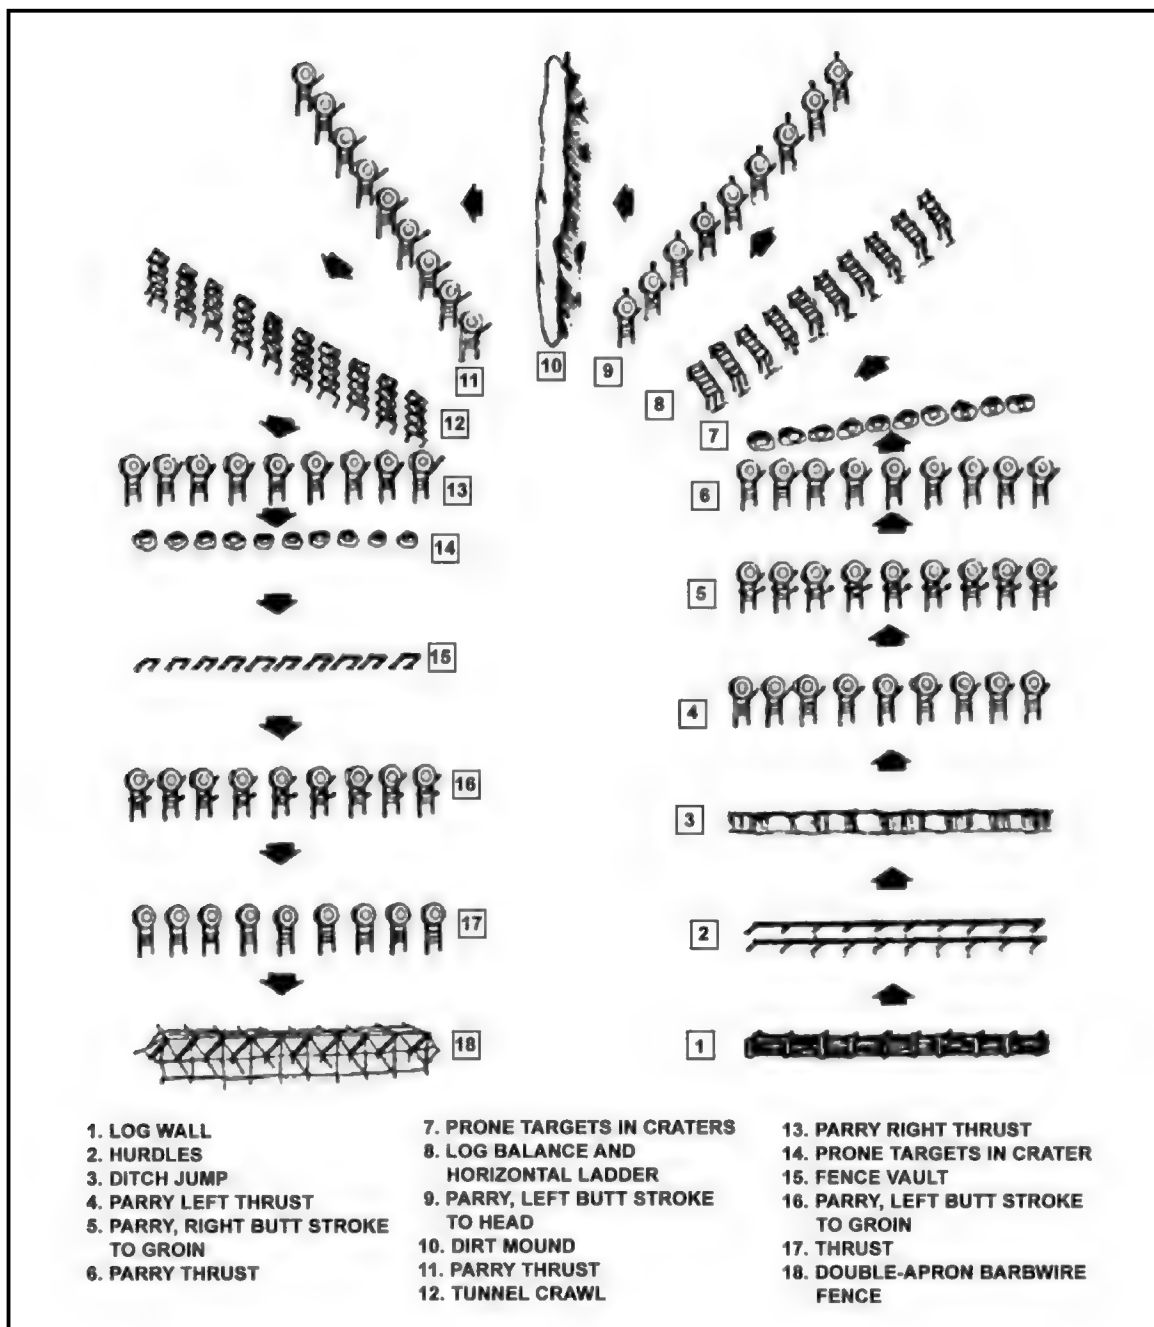 10
9
11
8
12
7
13
6
14
5
15
4
16
3
17
2
18
1
1. LOG WALL
2. HURDLES
3. DITCH JUMP
4. PARRY LEFT THRUST
5. PARRY, RIGHT BUTT STROKE
TO GROIN
6. PARRY THRUST
7. PRONE TARGETS IN CRATERS
8. LOG BALANCE AND
HORIZONTAL LADDER
9. PARRY, LEFT BUTT STROKE
TO HEAD
10. DIRT MOUND
11. PARRY THRUST
12. TUNNEL CRAWL
13. PARRY RIGHT THRUST
14. PRONE TARGETS IN CRATER
15. FENCE VAULT
16. PARRY, LEFT BUTT STROKE
TO GROIN
17. THRUST
18. DOUBLE-APRON BARBWIRE
FENCE